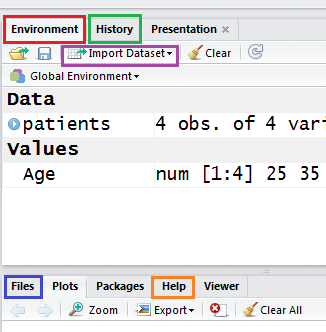 Environment History Presentation
Import Dataset Clear
Global Environment
Data
patients 4 obs. of 4 vari
Values
Age num [1:4] 25 35
Files Plots Packages Help Viewer
Zoom Export Clear All